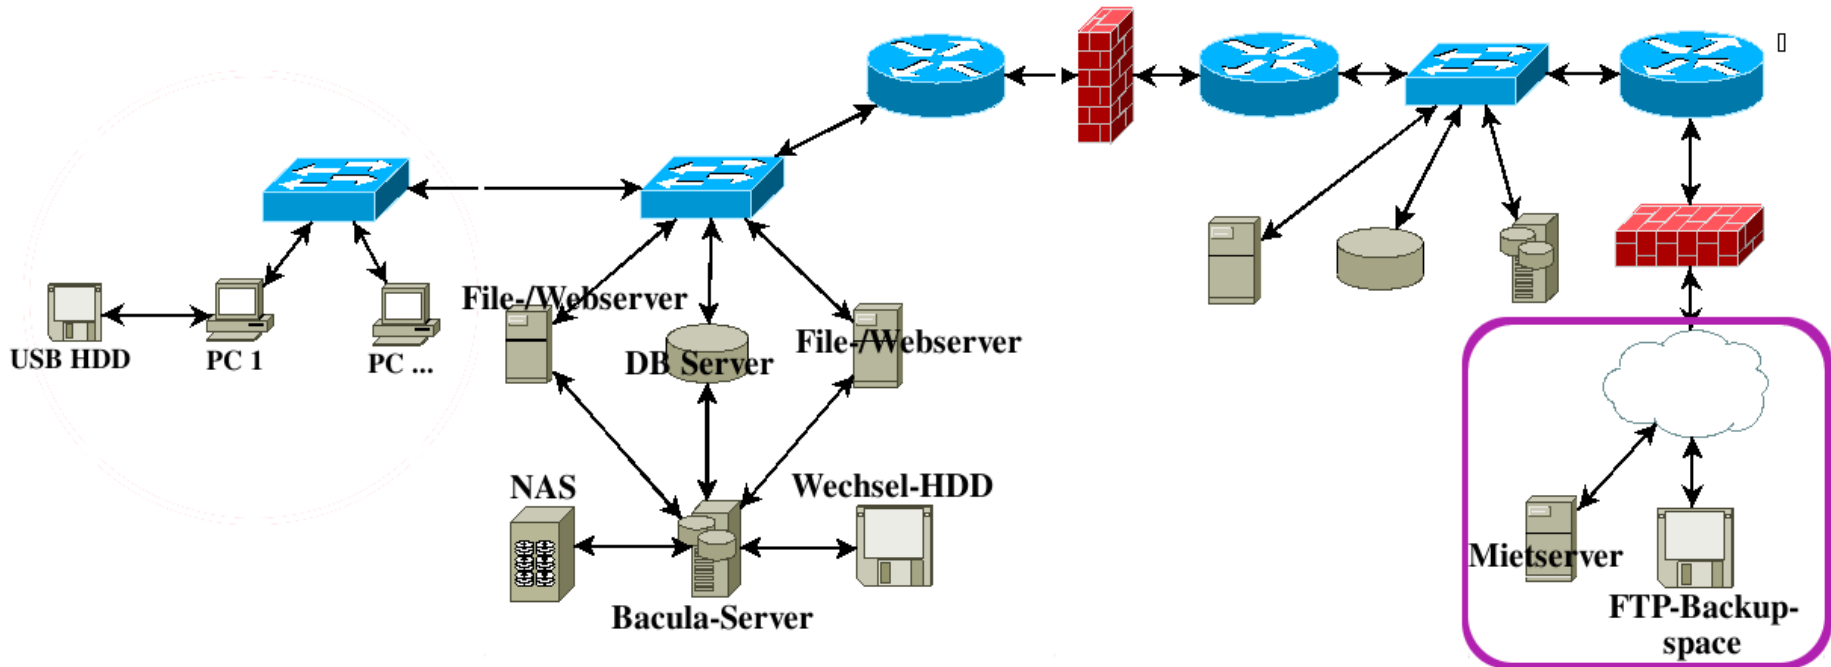 File-/Webserver
USB HDD
PC 1
PC ...
DB Server
File-/Webserver
NAS
Wechsel-HDD
Bacula-Server
Mietserver
FTP-Backup-
space